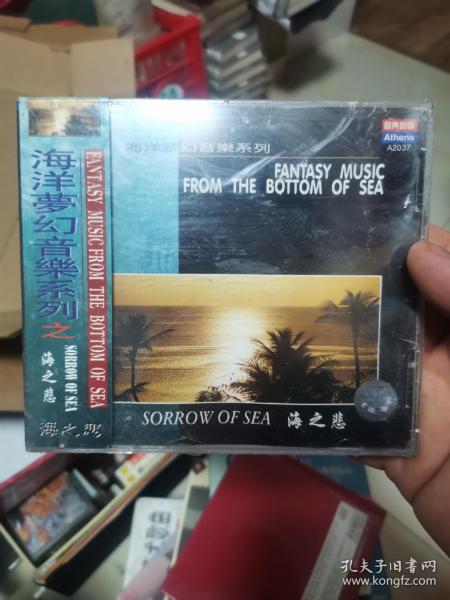 海洋夢幻音樂系列之
海之悲
SORROW OF SEA
海之悲
FANTASY MUSIC FROM THE BOTTOM OF SEA
海洋夢幻音樂系列
FANTASY MUSIC
FROM THE BOTTOM OF SEA
Athens
A2037
SORROW OF SEA 海之悲
孔夫子旧书网
www.kongfz.com